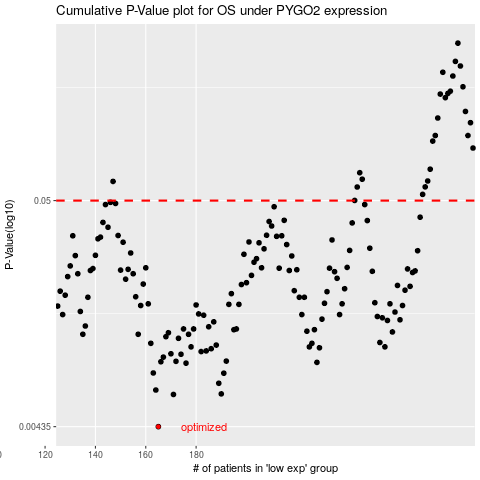 Cumulative P-Value plot for OS under PYGO2 expression
P-Value(log10)
0.05
0.00435
optimized
0 120 140 160 180
# of patients in 'low exp' group